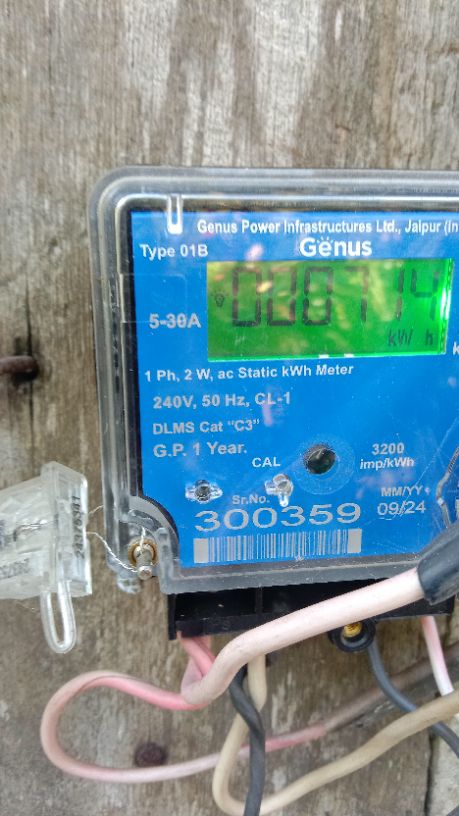 Genus Power Infrastructures Ltd., Jaipur (In
Type 01B
Genus
5-30A
kW h
k
1 Ph, 2 W, ac Static kWh Meter
240V, 50 Hz, CL-1
DLMS Cat "C3"
G.P. 1 Year.
CAL
3200
imp/kWh
Sr.No.
MM/YY
300359
09/24